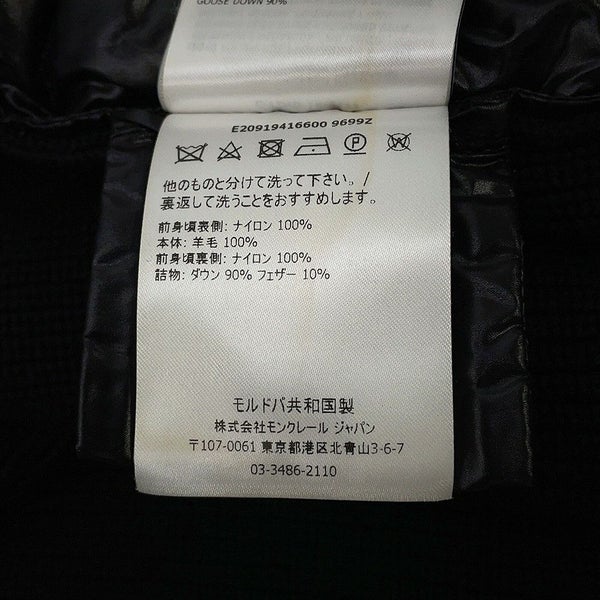 GOOSE DOWN 90%
E20919416600 9699Z
他のものと分けて洗って下さい。/
裏返して洗うことをおすすめします。
前身頃表側: ナイロン 100%
本体: 羊毛 100%
前身頃裏側: ナイロン 100%
詰物: ダウン 90% フェザー 10%
モルドバ共和国製
株式会社モンクレール ジャパン
〒107-0061 東京都港区北青山3-6-7
03-3486-2110